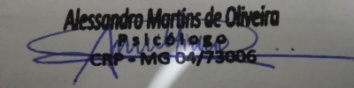 Alessandro Martins de Oliveira
Psicólogo
CRP - MG 04/73006